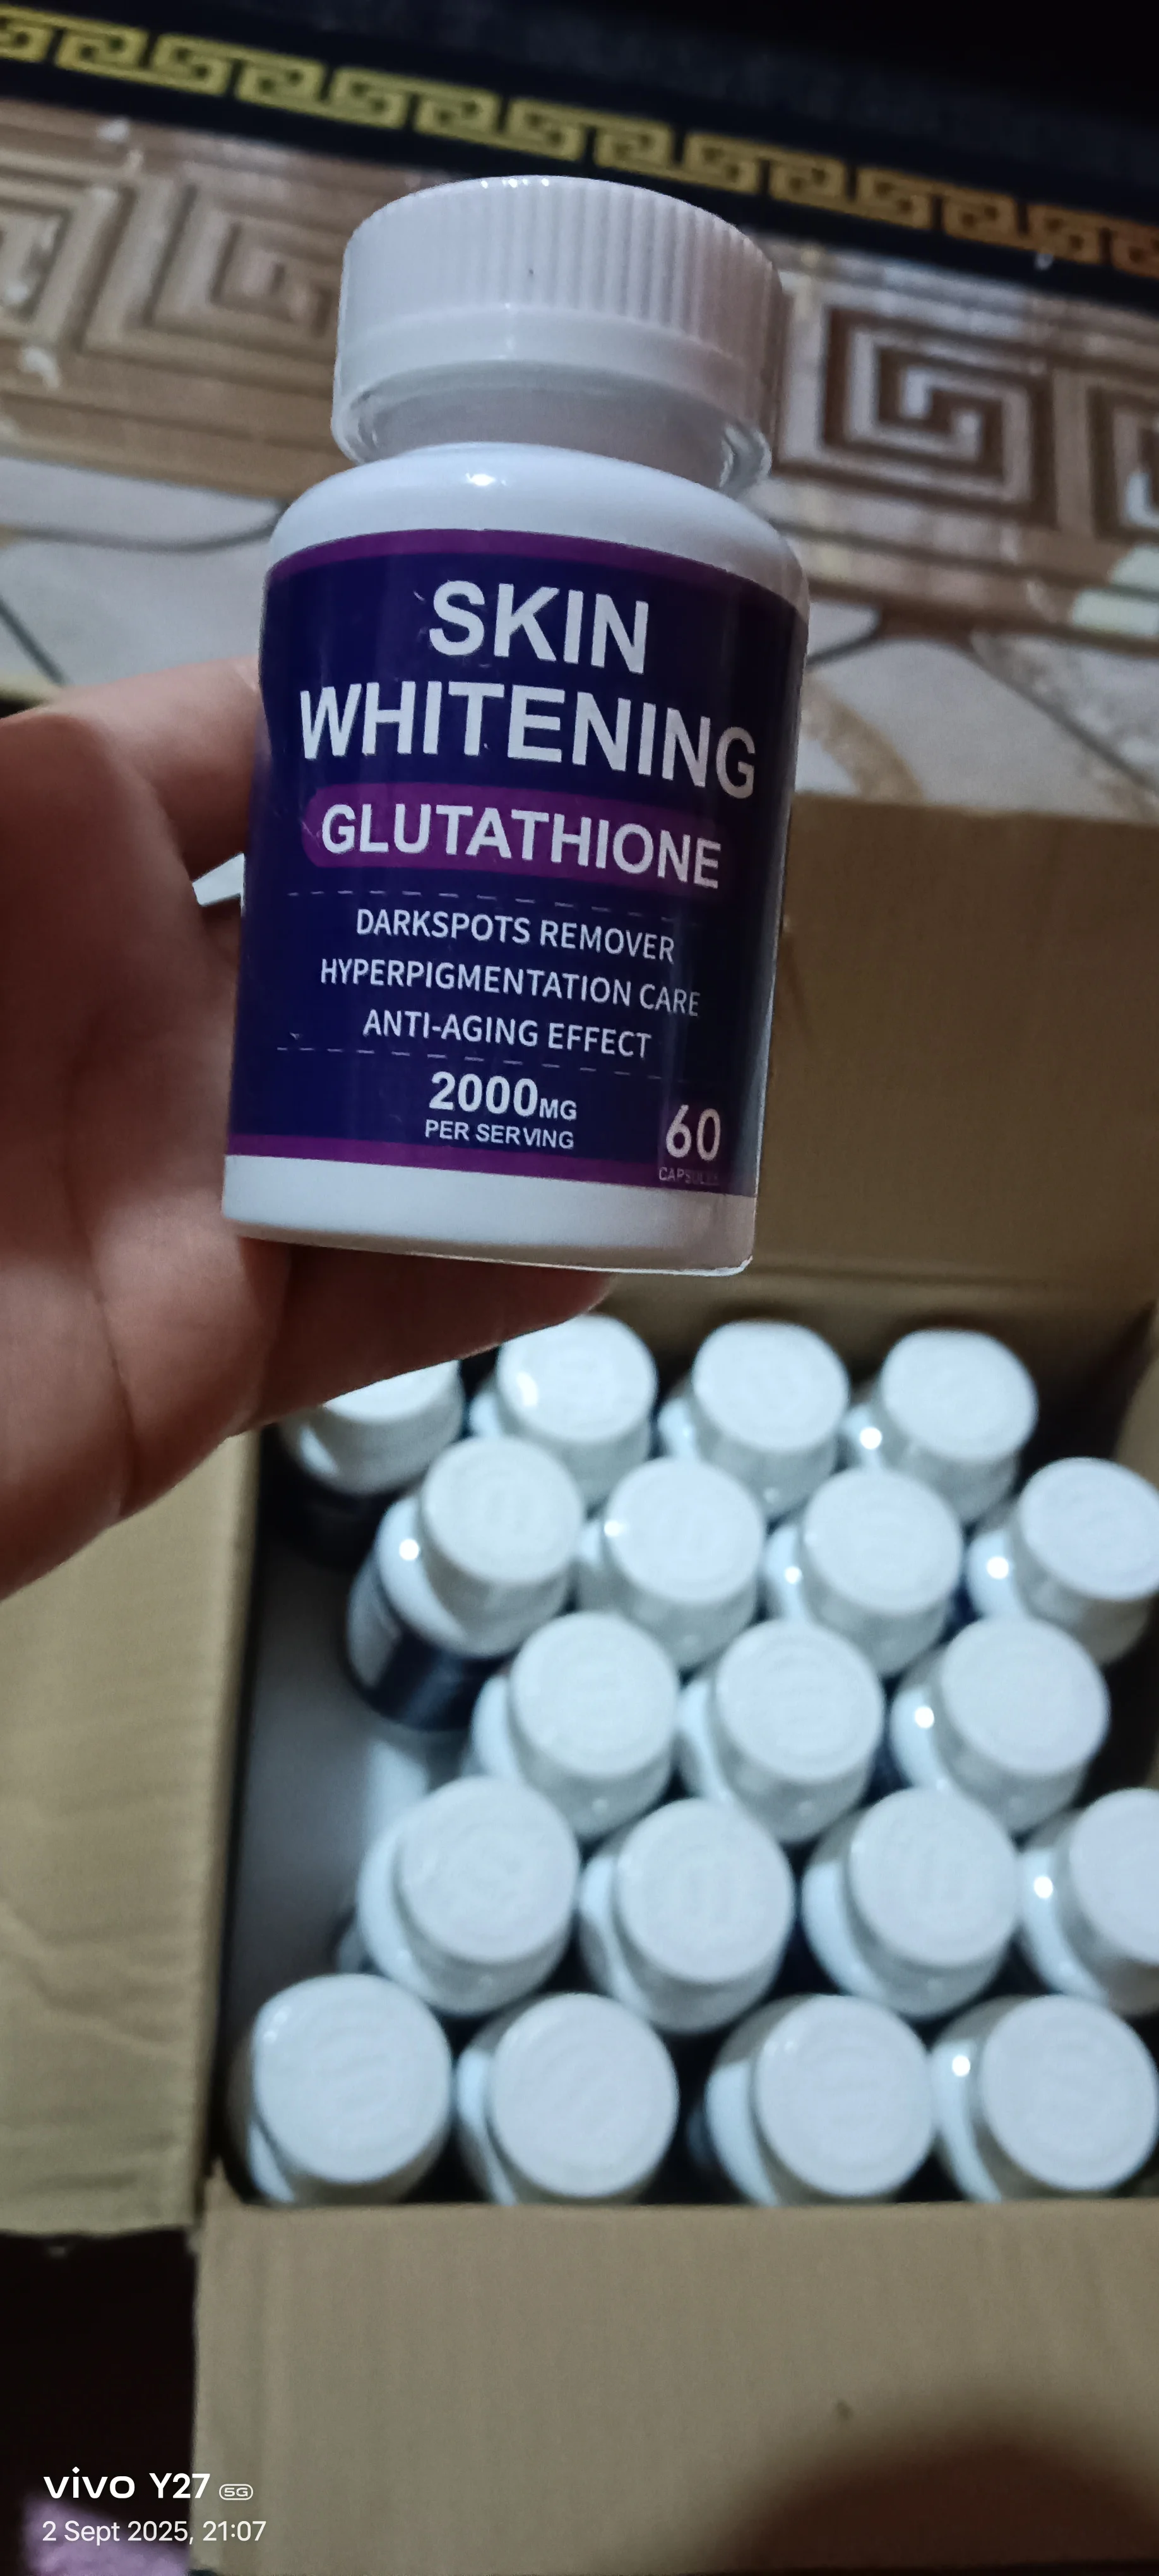 SKIN
WHITENING
GLUTATHIONE
DARKSPOTS REMOVER
HYPERPIGMENTATION CARE
ANTI-AGING EFFECT
2000MG
PER SERVING
60
CAPSULES
vivo Y27 5G
2 Sept 2025, 21:07